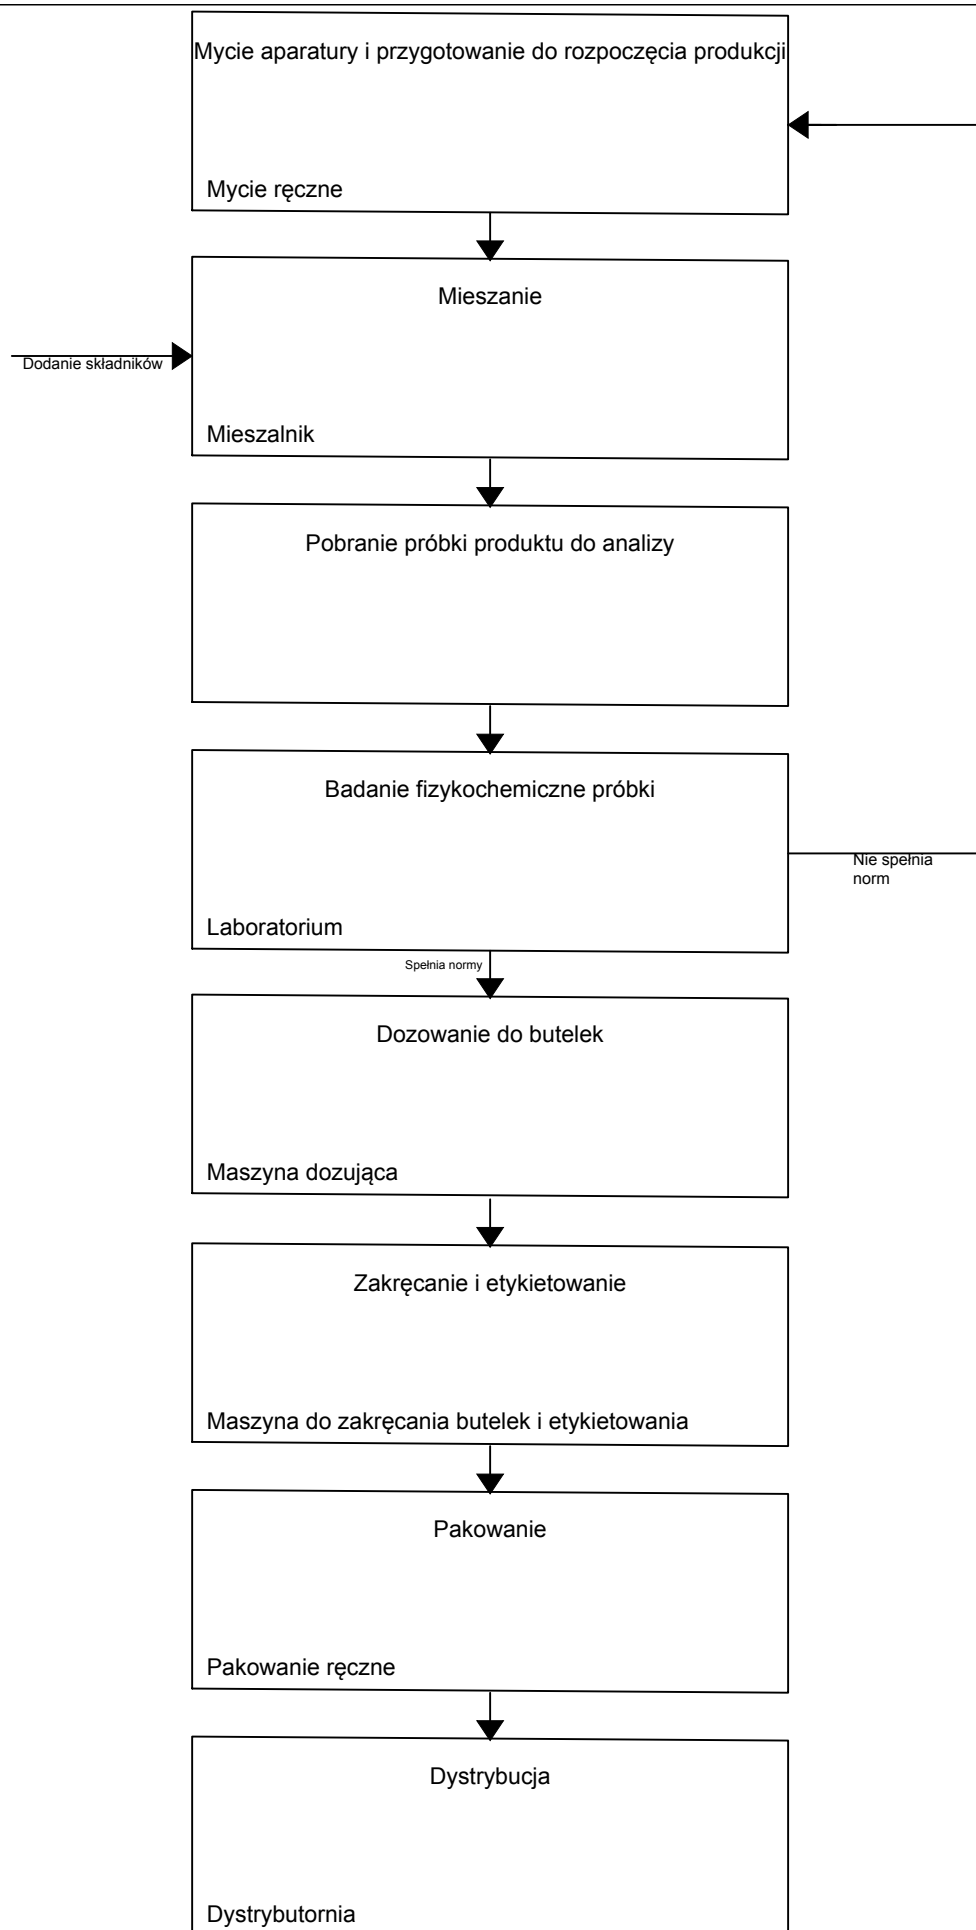 Mycie aparatury i przygotowanie do rozpoczęcia produkcji
Mycie ręczne
Mieszanie
Dodanie składników
Mieszalnik
Pobranie próbki produktu do analizy
Badanie fizykochemiczne próbki
Nie spełnia
norm
Laboratorium
Spełnia normy
Dozowanie do butelek
Maszyna dozująca
Zakręcanie i etykietowanie
Maszyna do zakręcania butelek i etykietowania
Pakowanie
Pakowanie ręczne
Dystrybucja
Dystrybutornia